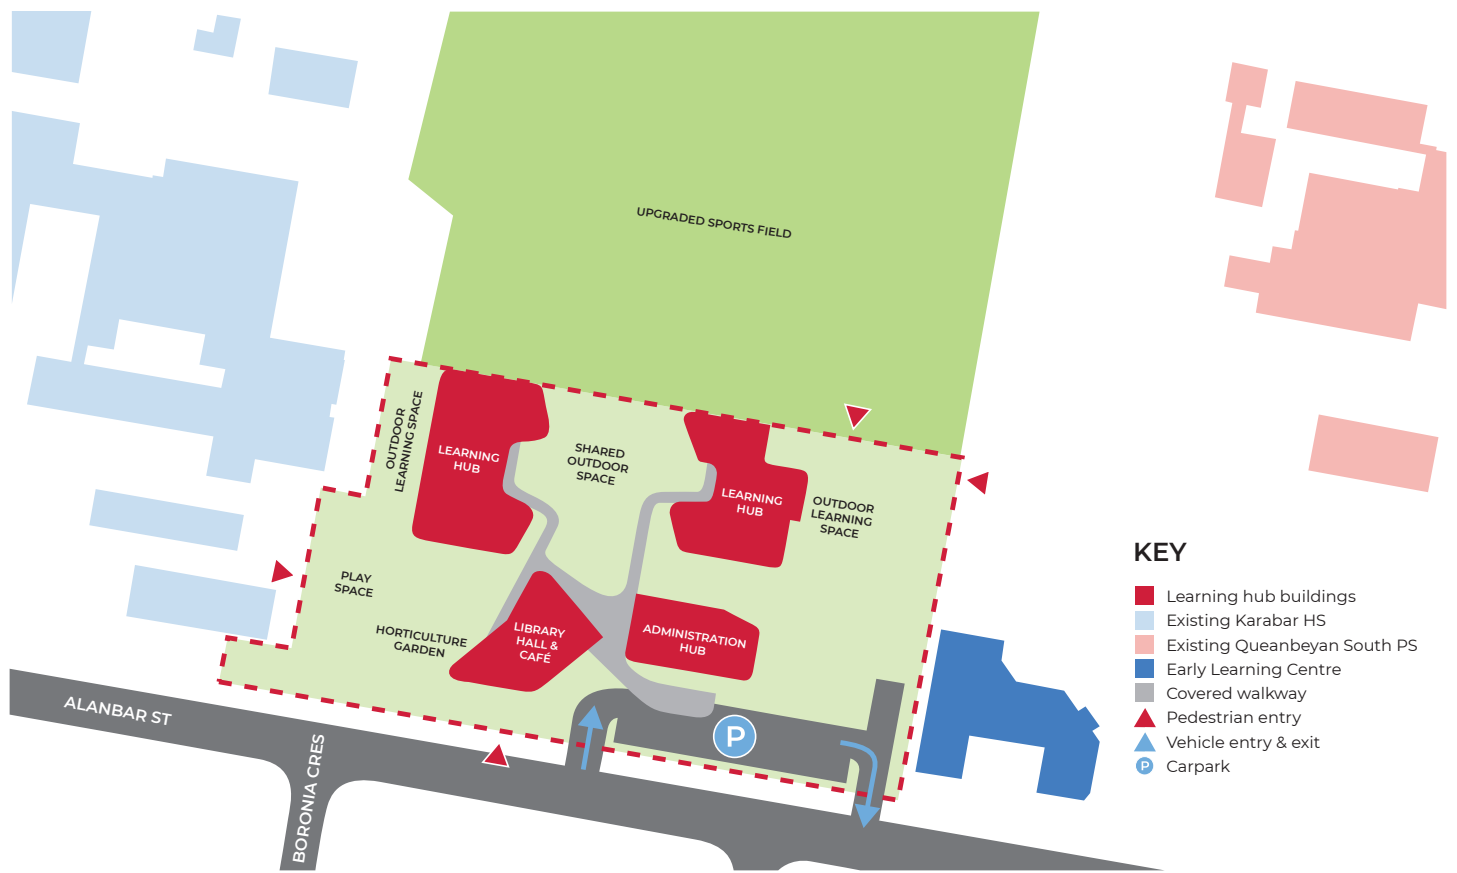 UPGRADED SPORTS FIELD
OUTDOOR
LEARNING SPACE
LEARNING
HUB
SHARED
OUTDOOR
SPACE
LEARNING
HUB
OUTDOOR
LEARNING
SPACE
PLAY
SPACE
HORTICULTURE
GARDEN
LIBRARY
HALL &
CAFÉ
ADMINISTRATION
HUB
P
ALANBAR ST
BORONIA CRES
KEY
Learning hub buildings
Existing Karabar HS
Existing Queanbeyan South PS
Early Learning Centre
Covered walkway
Pedestrian entry
Vehicle entry & exit
P Carpark